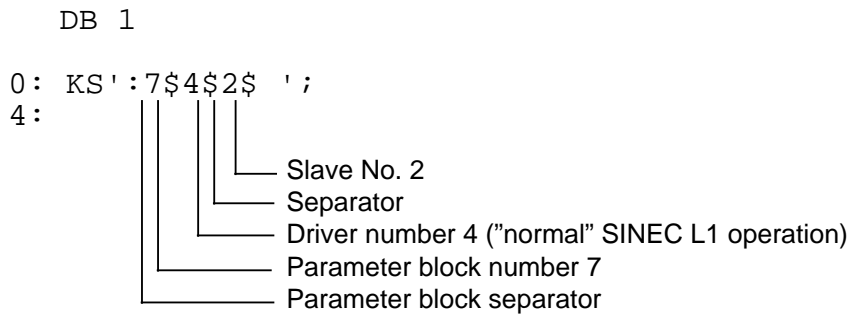 DB 1
0: KS':7$4$2$ ';
4:
Slave No. 2
Separator
Driver number 4 (”normal” SINEC L1 operation)
Parameter block number 7
Parameter block separator